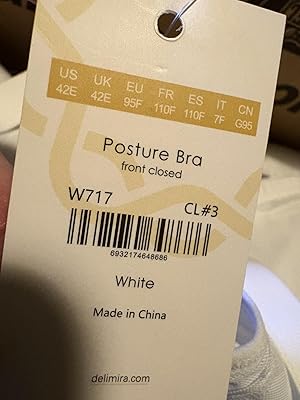 US UK EU FR ES IT CN
42E 42E 95F 110F 110F 7F G95
Posture Bra
front closed
W717 CL#3
6932174648686
White
Made in China
delimira.com